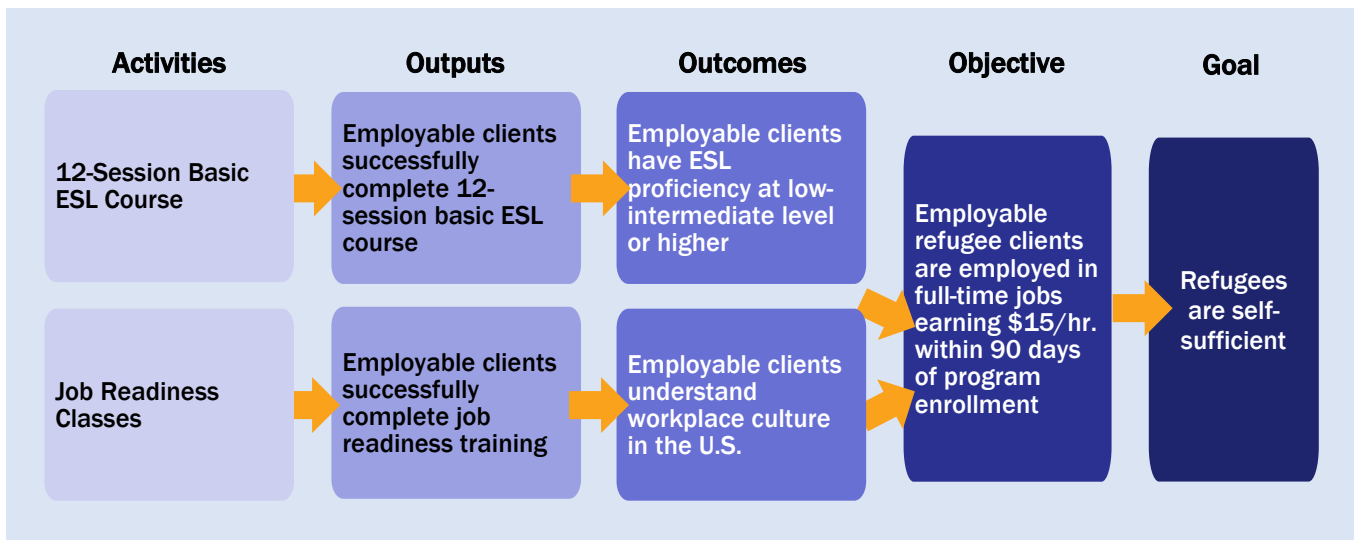 Activities
Outputs
Outcomes
Objective
Goal
12-Session Basic
ESL Course
Employable clients
successfully
complete 12-
session basic ESL
course
Employable clients
have ESL
proficiency at low-
intermediate level
or higher
Job Readiness
Classes
Employable clients
successfully
complete job
readiness training
Employable clients
understand
workplace culture
in the U.S.
Employable
refugee clients
are employed in
full-time jobs
earning $15/hr.
within 90 days
of program
enrollment
Refugees
are self-
sufficient